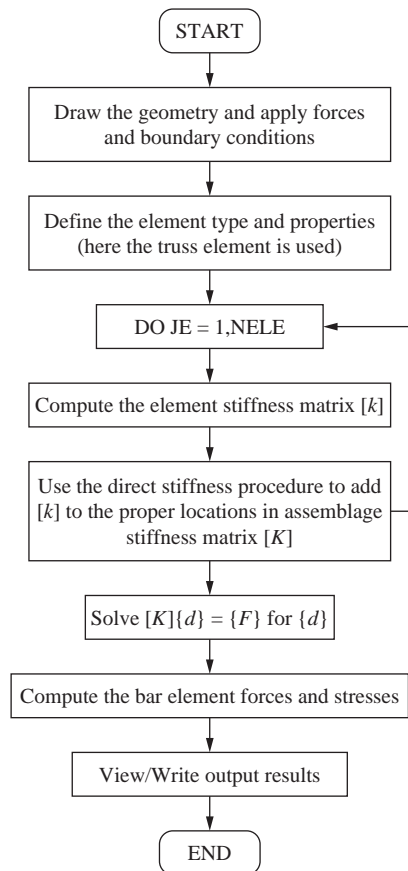 START
Draw the geometry and apply forces
and boundary conditions
Define the element type and properties
(here the truss element is used)
DO JE = 1,NELE
Compute the element stiffness matrix [k]
Use the direct stiffness procedure to add
[k] to the proper locations in assemblage
stiffness matrix [K]
Solve [K]{d} = {F} for {d}
Compute the bar element forces and stresses
View/Write output results
END